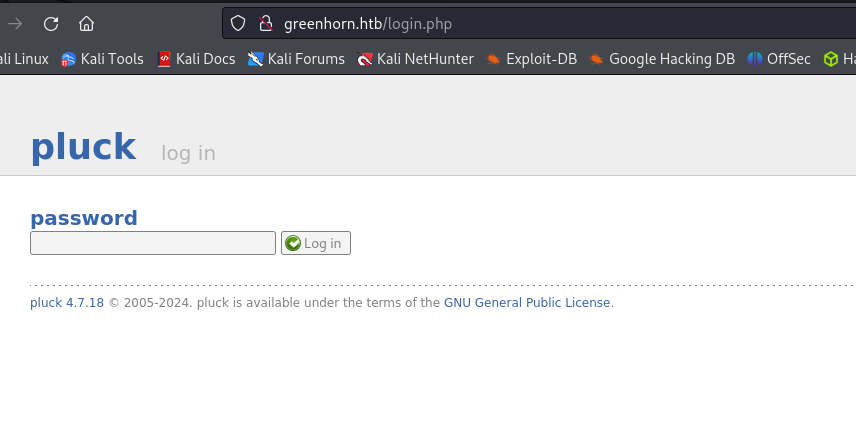 greenhorn.htb/login.php
ali Linux Kali Tools Kali Docs Kali Forums Kali NetHunter Exploit-DB Google Hacking DB OffSec Ha
pluck log in
password
Log in
pluck 4.7.18 © 2005-2024. pluck is available under the terms of the GNU General Public License.